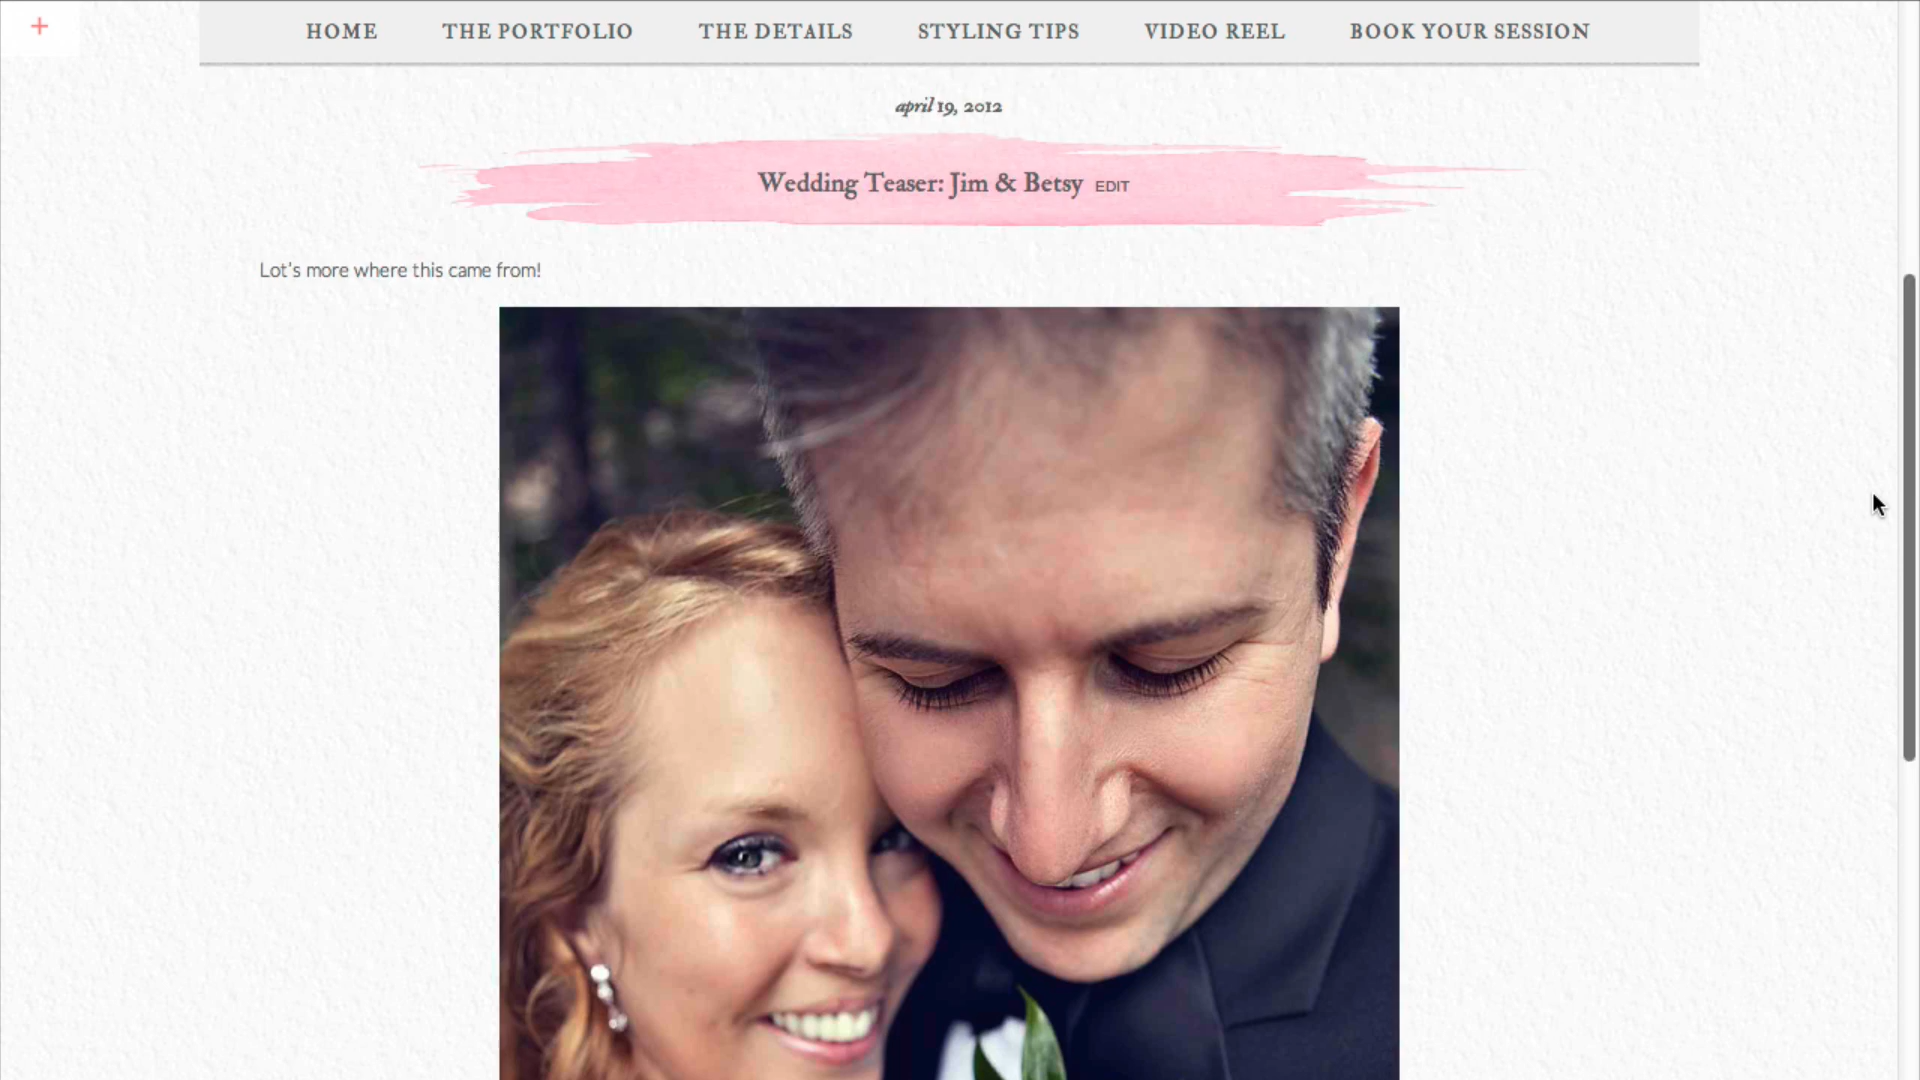 HOME THE PORTFOLIO THE DETAILS STYLING TIPS VIDEO REEL BOOK YOUR SESSION
april 19, 2012
Wedding Teaser: Jim & Betsy EDIT
Lot's more where this came from!